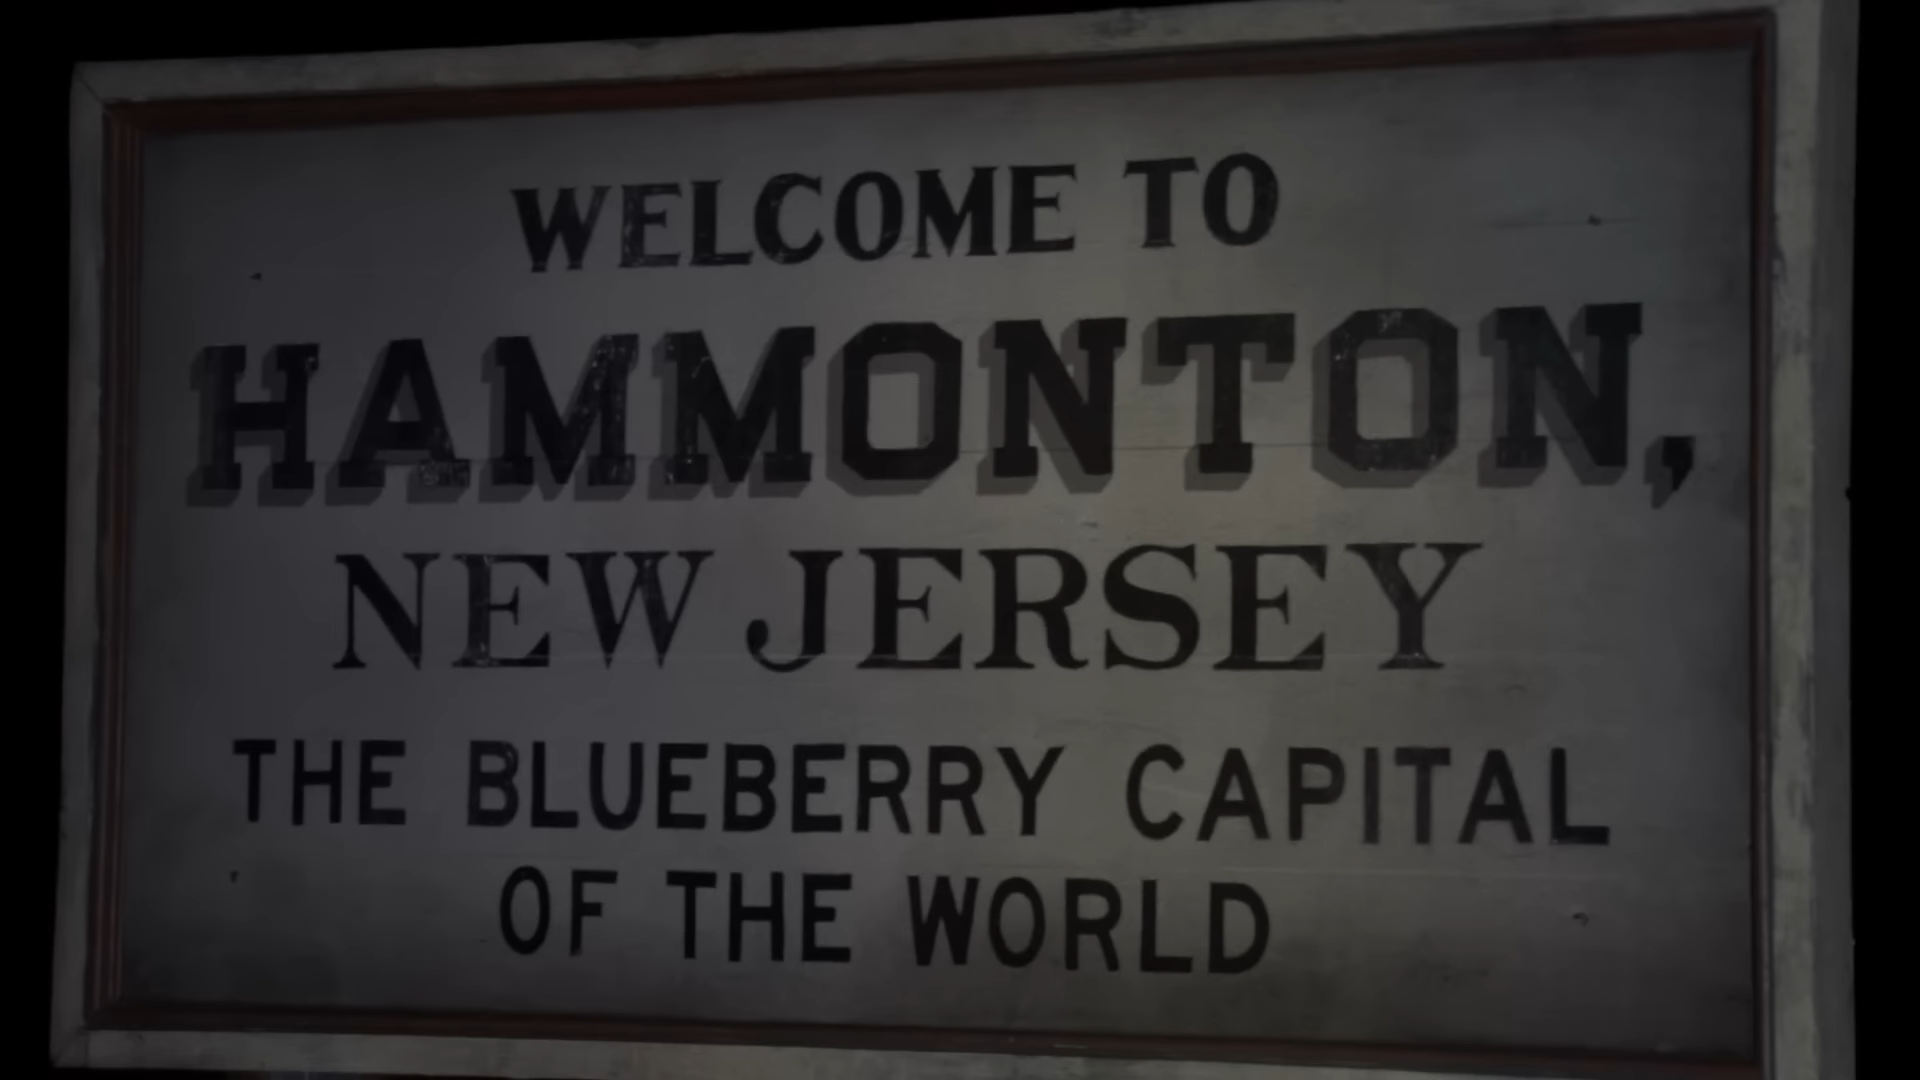 WELCOME TO
HAMMONTON,
NEW JERSEY
THE BLUEBERRY CAPITAL
OF THE WORLD